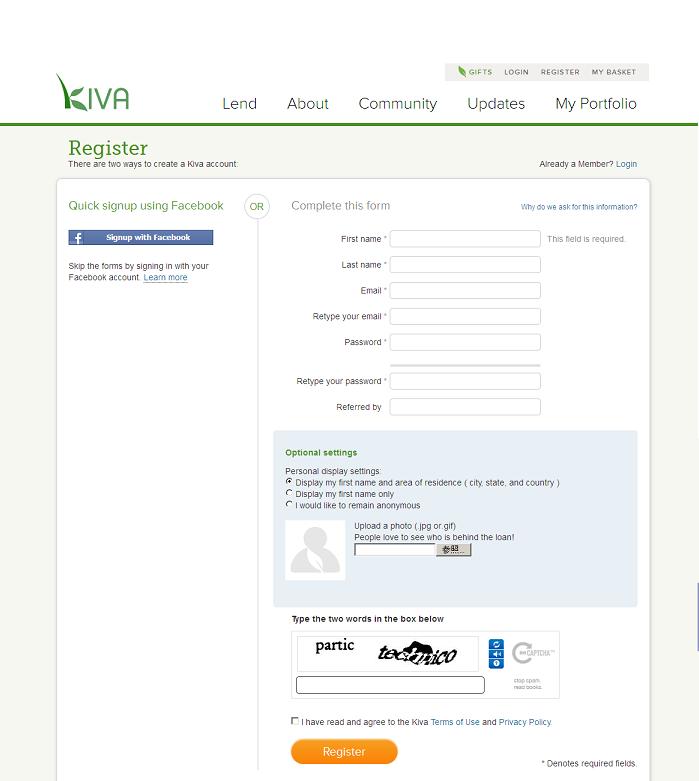 KIVA
GIFTS LOGIN REGISTER MY BASKET
Lend About Community Updates My Portfolio
Register
There are two ways to create a Kiva account:
Already a Member? Login
Quick signup using Facebook
OR
Complete this form
Why do we ask for this information?
Signup with Facebook
Skip the forms by signing in with your
Facebook account. Learn more
First name *
This field is required.
Last name *
Email *
Retype your email *
Password *
Retype your password *
Referred by
Optional settings
Personal display settings:
Display my first name and area of residence ( city, state, and country )
Display my first name only
I would like to remain anonymous
Upload a photo (.jpg or.gif)
People love to see who is behind the loan!
参照...
Type the two words in the box below
partic
reCAPTCHA™
stop spam.
read books.
I have read and agree to the Kiva Terms of Use and Privacy Policy.
Register
* Denotes required fields.